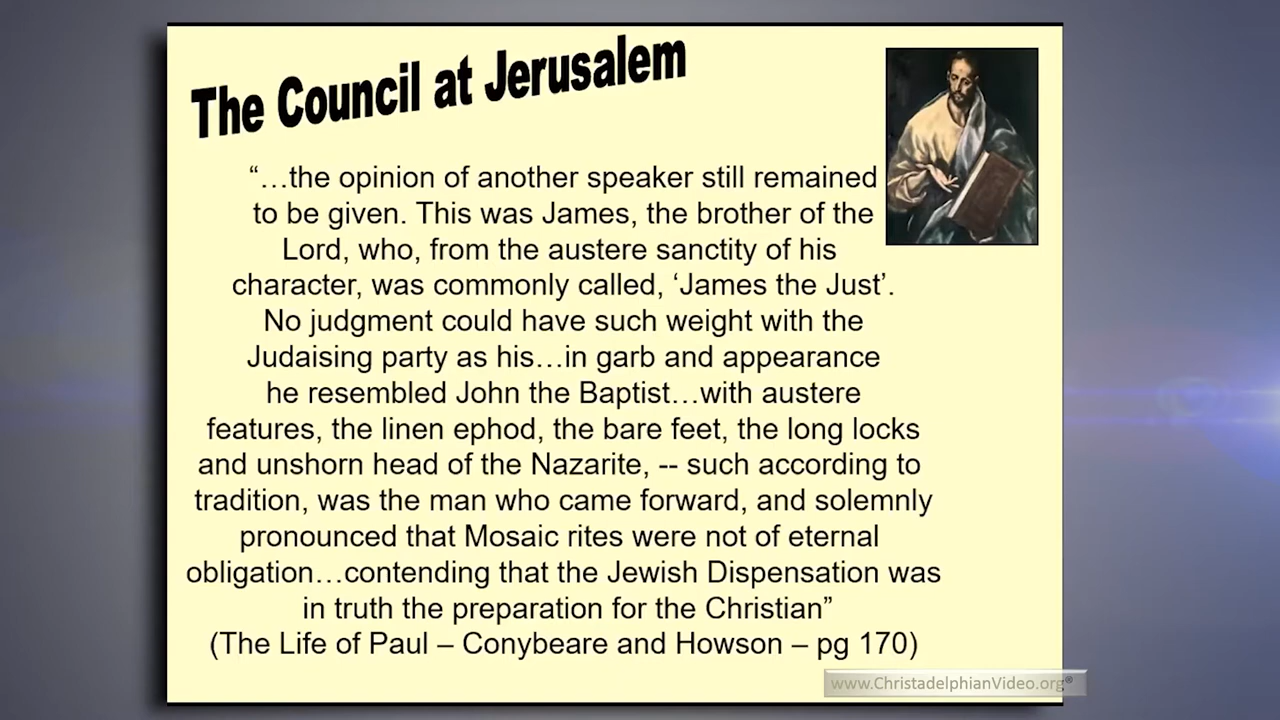 The Council at Jerusalem
“…the opinion of another speaker still remained
to be given. This was James, the brother of the
Lord, who, from the austere sanctity of his
character, was commonly called, ‘James the Just’.
No judgment could have such weight with the
Judaising party as his…in garb and appearance
he resembled John the Baptist…with austere
features, the linen ephod, the bare feet, the long locks
and unshorn head of the Nazarite, -- such according to
tradition, was the man who came forward, and solemnly
pronounced that Mosaic rites were not of eternal
obligation…contending that the Jewish Dispensation was
in truth the preparation for the Christian”
(The Life of Paul – Conybeare and Howson – pg 170)
www.ChristadelphianVideo.org®